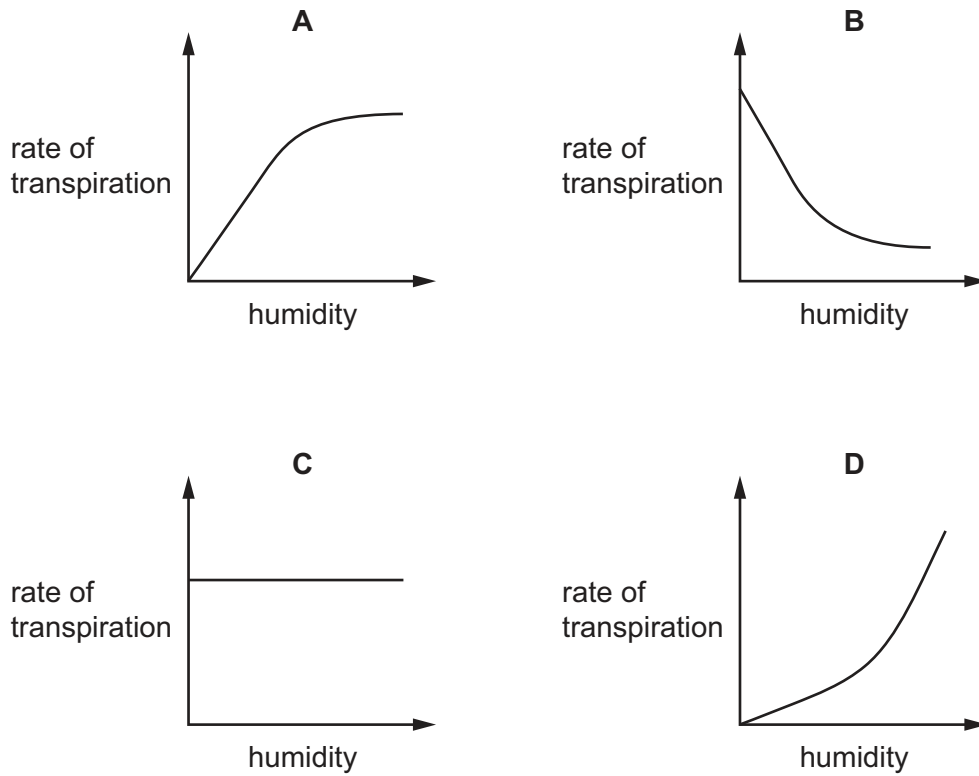 A
rate of
transpiration
humidity
B
rate of
transpiration
humidity
C
rate of
transpiration
humidity
D
rate of
transpiration
humidity